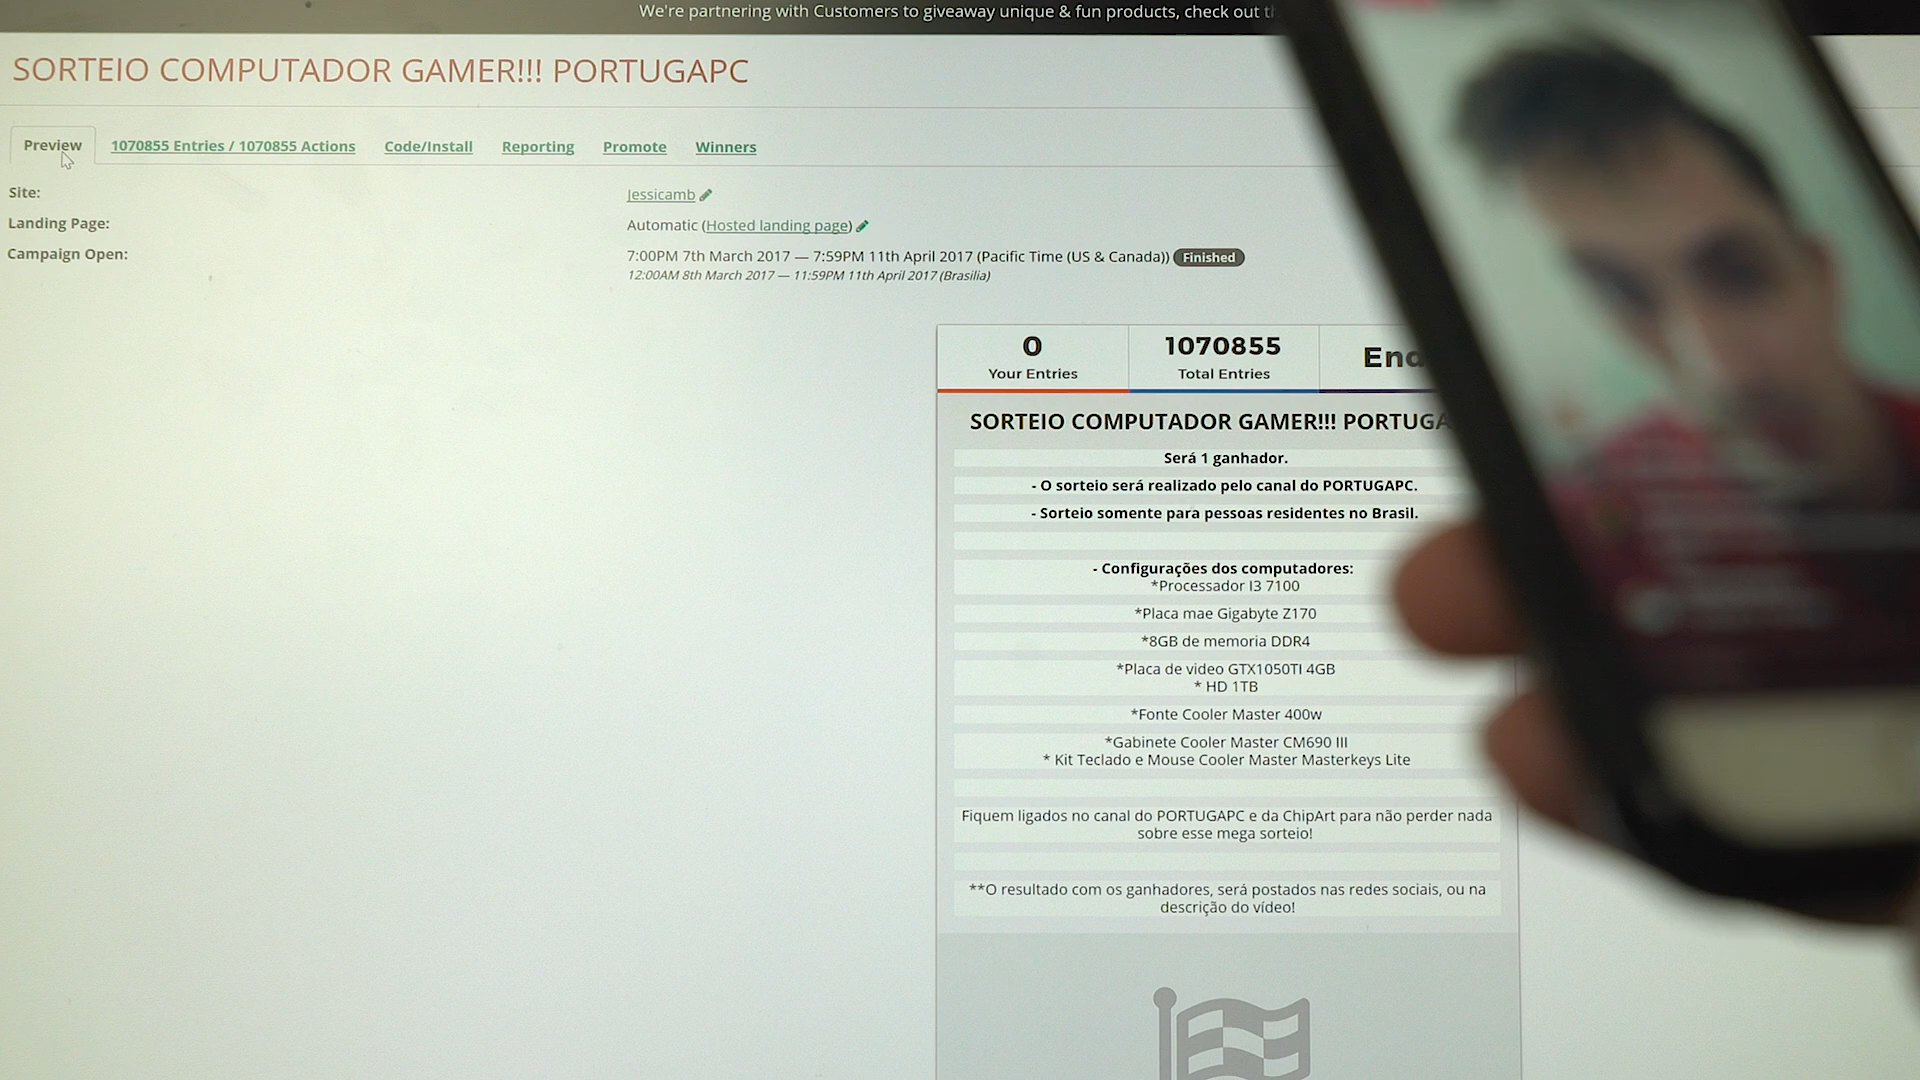 We're partnering with Customers to giveaway unique & fun products, check out
SORTEIO COMPUTADOR GAMER!!! PORTUGAPC
Preview 1070855 Entries / 1070855 Actions Code/Install Reporting Promote Winners
Site: Jessicamb
Landing Page: Automatic (Hosted landing page)
Campaign Open: 7:00PM 7th March 2017 — 7:59PM 11th April 2017 (Pacific Time (US & Canada)) Finished
12:00AM 8th March 2017 — 11:59PM 11th April 2017 (Brasilia)
0 1070855 End
Your Entries Total Entries
SORTEIO COMPUTADOR GAMER!!! PORTUGA
Será 1 ganhador.
- O sorteio será realizado pelo canal do PORTUGAPC.
- Sorteio somente para pessoas residentes no Brasil.
- Configurações dos computadores:
*Processador I3 7100
*Placa mae Gigabyte Z170
*8GB de memoria DDR4
*Placa de video GTX1050TI 4GB
* HD 1TB
*Fonte Cooler Master 400w
*Gabinete Cooler Master CM690 III
* Kit Teclado e Mouse Cooler Master Masterkeys Lite
Fiquem ligados no canal do PORTUGAPC e da ChipArt para não perder nada
sobre esse mega sorteio!
**O resultado com os ganhadores, será postados nas redes sociais, ou na
descrição do vídeo!